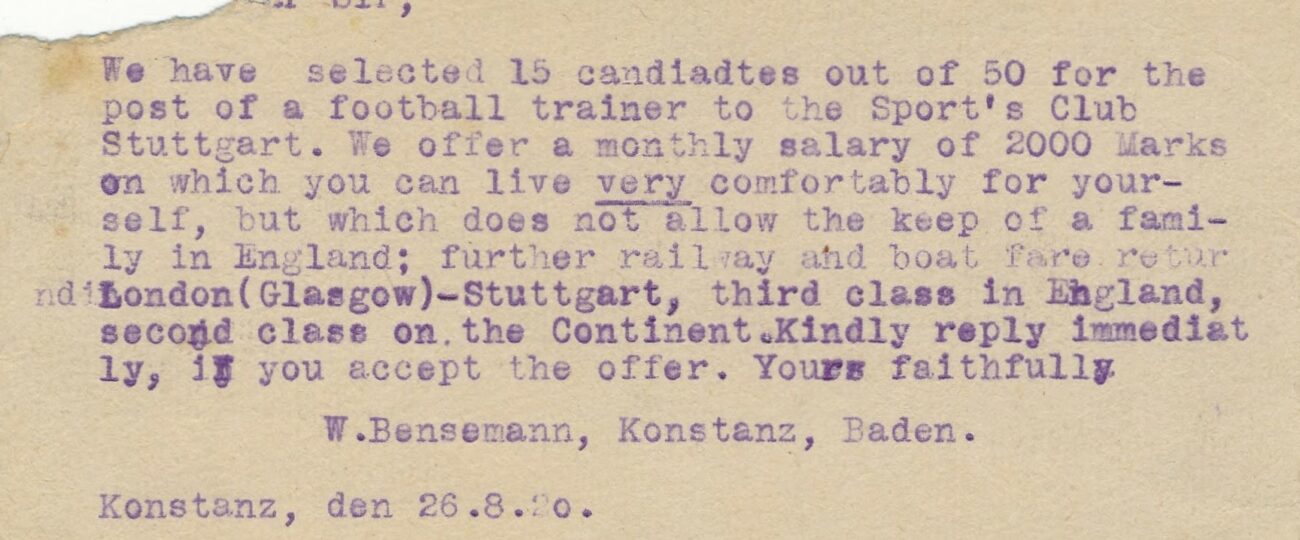 Sir,
We have selected 15 candiadtes out of 50 for the
post of a football trainer to the Sport's Club
Stuttgart. We offer a monthly salary of 2000 Marks
on which you can live very comfortably for your-
self, but which does not allow the keep of a fami-
ly in England; further railway and boat fare retur
London(Glasgow)-Stuttgart, third class in England,
second class on the Continent.Kindly reply immediat
ly, if you accept the offer. Yours faithfully
W.Bensemann, Konstanz, Baden.
Konstanz, den 26.8.20.